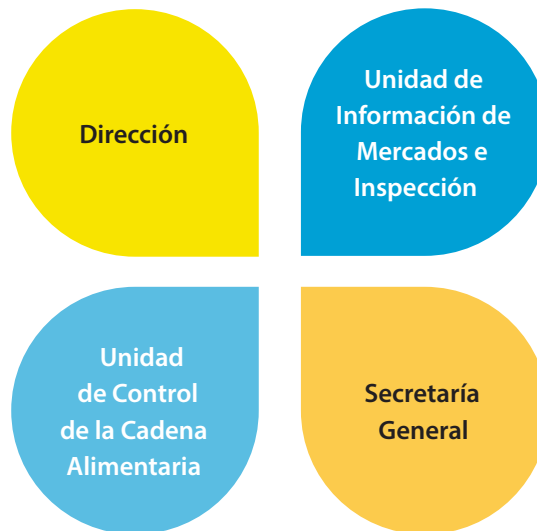 Dirección
Unidad de
Información de
Mercados e
Inspección
Unidad
de Control
de la Cadena
Alimentaria
Secretaría
General